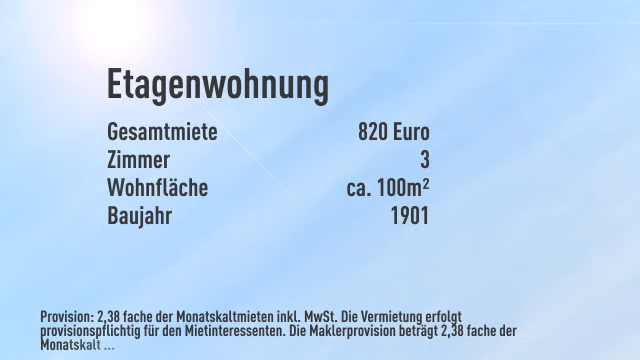 Etagenwohnung
Gesamtmiete 820 Euro
Zimmer 3
Wohnfläche ca. 100m²
Baujahr 1901
Provision: 2,38 fache der Monatskaltmieten inkl. MwSt. Die Vermietung erfolgt
provisionspflichtig für den Mietinteressenten. Die Maklerprovision beträgt 2,38 fache der
Monatskalt ...